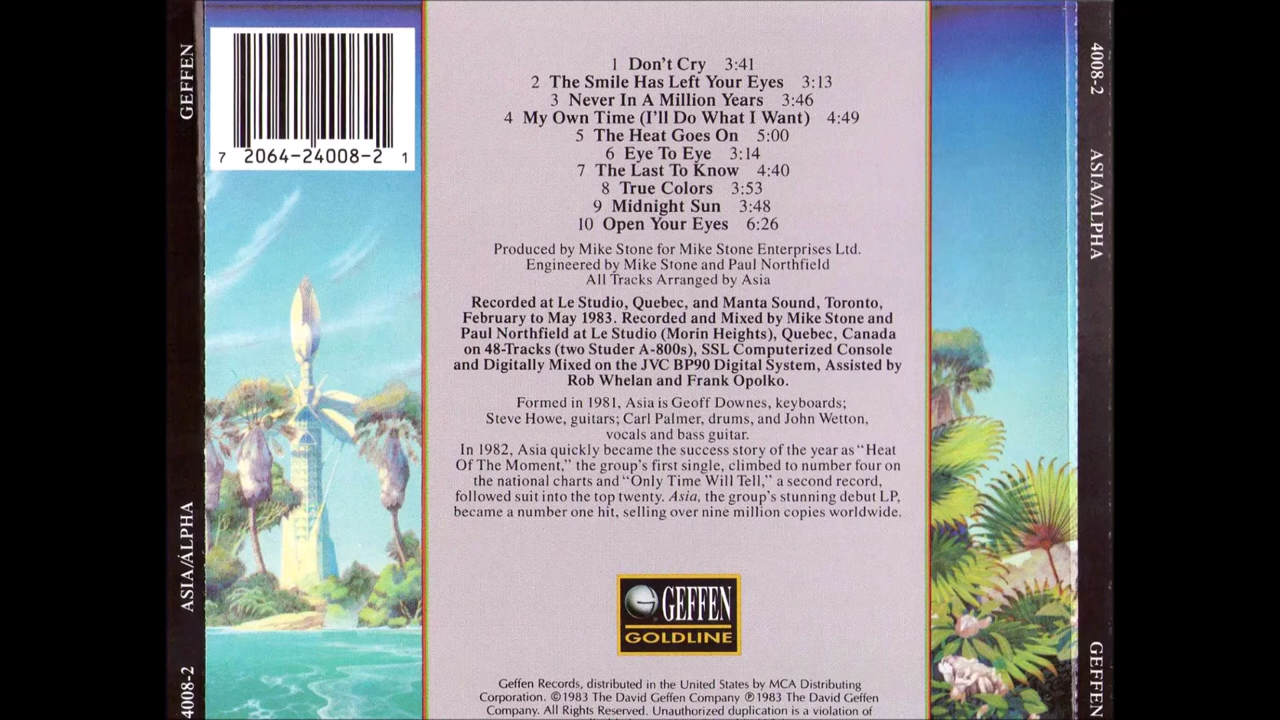 GEFFEN
ASIA/ALPHA
4008-2
7 2064-24008-2 1
1 Don't Cry 3:41
2 The Smile Has Left Your Eyes 3:13
3 Never In A Million Years 3:46
4 My Own Time (I'll Do What I Want) 4:49
5 The Heat Goes On 5:00
6 Eye To Eye 3:14
7 The Last To Know 4:40
8 True Colors 3:53
9 Midnight Sun 3:48
10 Open Your Eyes 6:26
Produced by Mike Stone for Mike Stone Enterprises Ltd.
Engineered by Mike Stone and Paul Northfield
All Tracks Arranged by Asia
Recorded at Le Studio, Quebec, and Manta Sound, Toronto,
February to May 1983. Recorded and Mixed by Mike Stone and
Paul Northfield at Le Studio (Morin Heights), Quebec, Canada
on 48-Tracks (two Studer A-800s), SSL Computerized Console
and Digitally Mixed on the JVC BP90 Digital System, Assisted by
Rob Whelan and Frank Opolko.
Formed in 1981, Asia is Geoff Downes, keyboards;
Steve Howe, guitars; Carl Palmer, drums, and John Wetton,
vocals and bass guitar.
In 1982, Asia quickly became the success story of the year as “Heat
Of The Moment,” the group's first single, climbed to number four on
the national charts and “Only Time Will Tell,” a second record,
followed suit into the top twenty. Asia, the group's stunning debut LP,
became a number one hit, selling over nine million copies worldwide.
GEFFEN
GOLDLINE
Geffen Records, distributed in the United States by MCA Distributing
Corporation. ©1983 The David Geffen Company ℗1983 The David Geffen
Company. All Rights Reserved. Unauthorized duplication is a violation of
4008-2
ASIA/ALPHA
GEFFEN